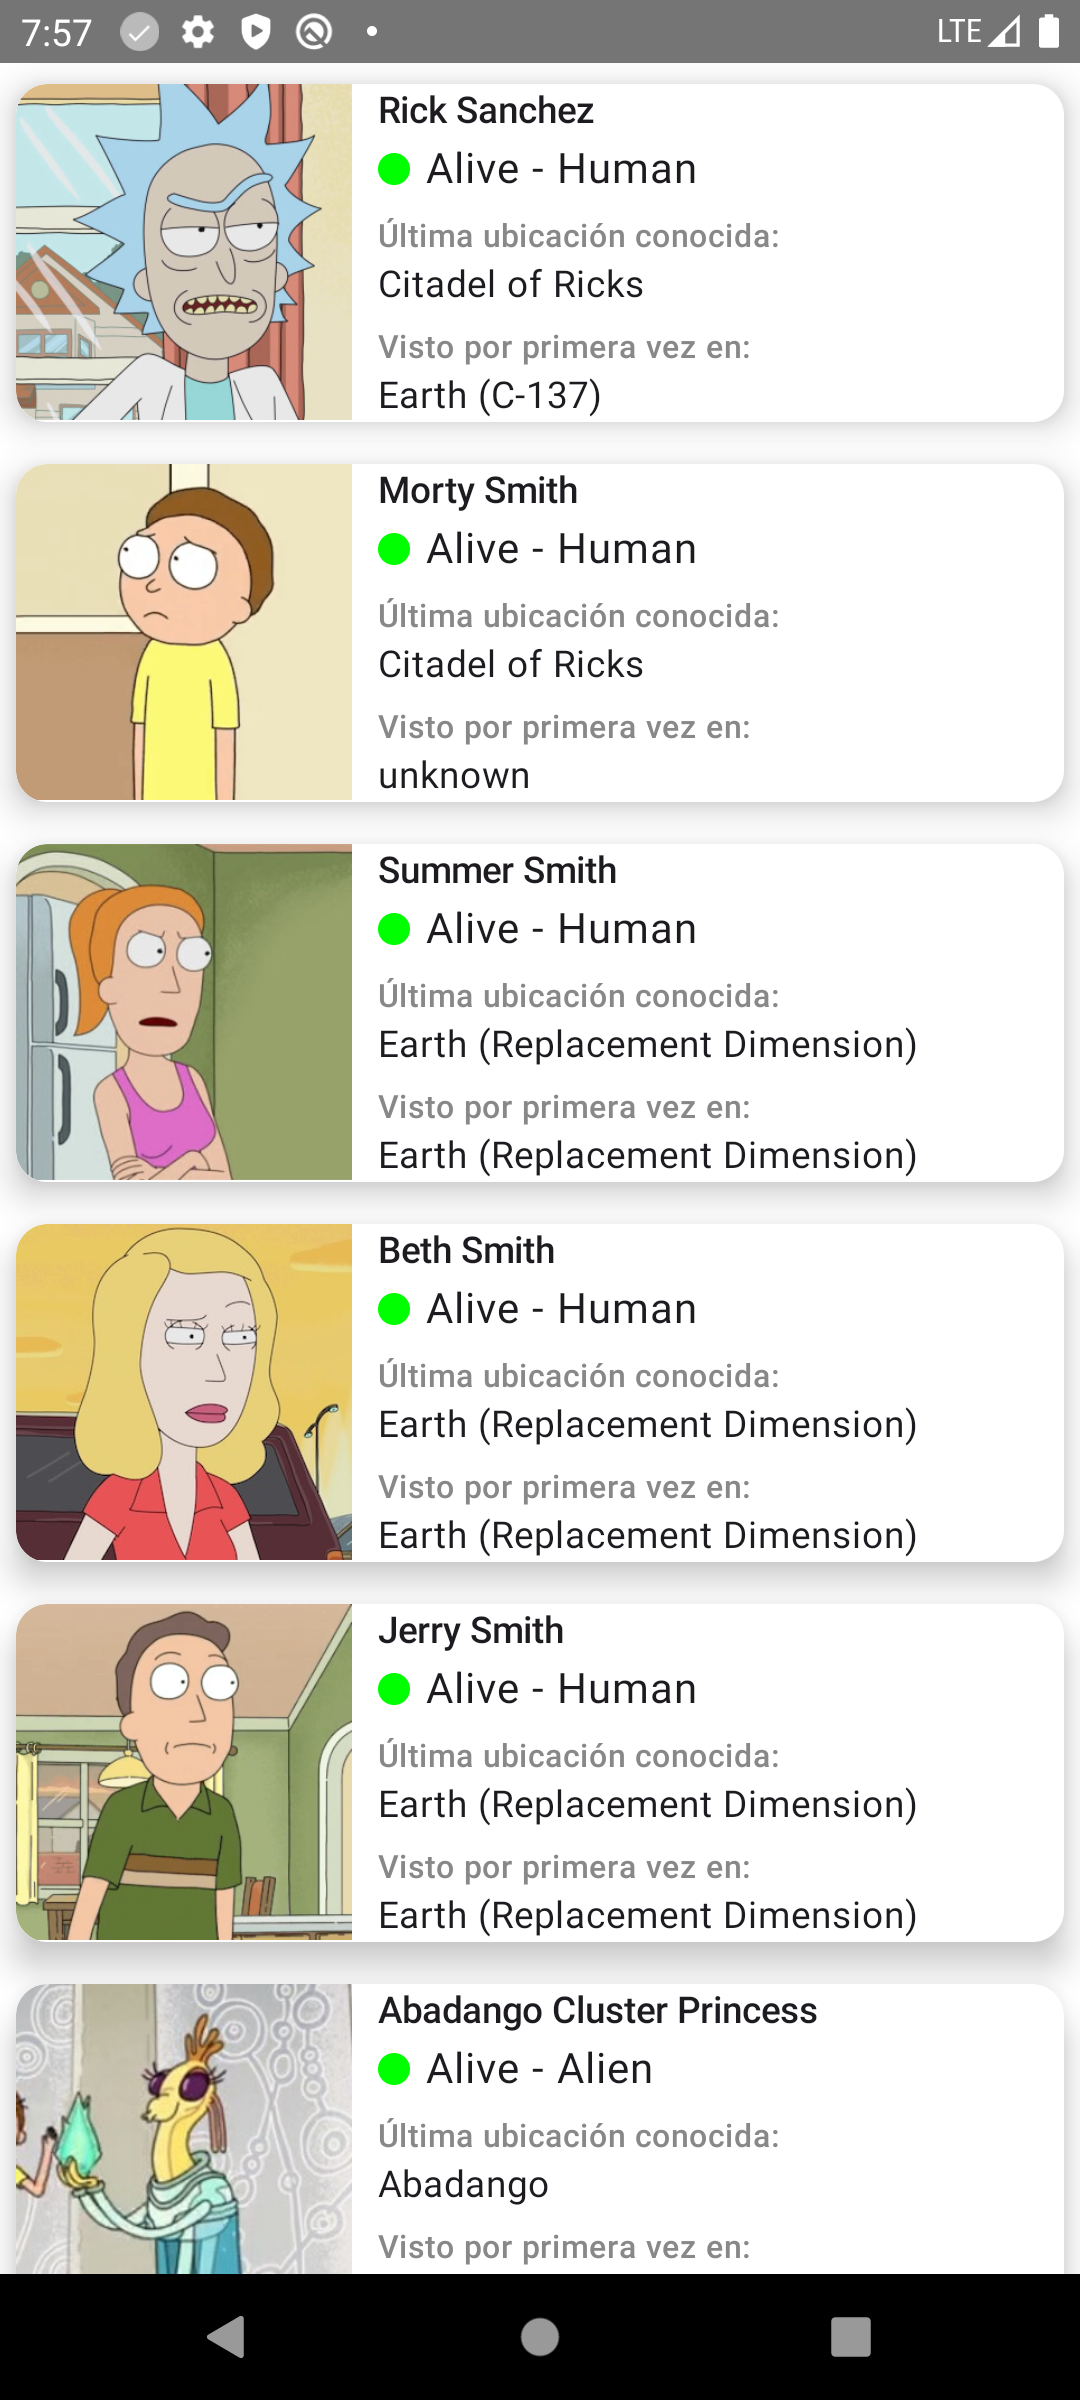 7:57
LTE
Rick Sanchez
Alive - Human
Última ubicación conocida:
Citadel of Ricks
Visto por primera vez en:
Earth (C-137)
Morty Smith
Alive - Human
Última ubicación conocida:
Citadel of Ricks
Visto por primera vez en:
unknown
Summer Smith
Alive - Human
Última ubicación conocida:
Earth (Replacement Dimension)
Visto por primera vez en:
Earth (Replacement Dimension)
Beth Smith
Alive - Human
Última ubicación conocida:
Earth (Replacement Dimension)
Visto por primera vez en:
Earth (Replacement Dimension)
Jerry Smith
Alive - Human
Última ubicación conocida:
Earth (Replacement Dimension)
Visto por primera vez en:
Earth (Replacement Dimension)
Abadango Cluster Princess
Alive - Alien
Última ubicación conocida:
Abadango
Visto por primera vez en: